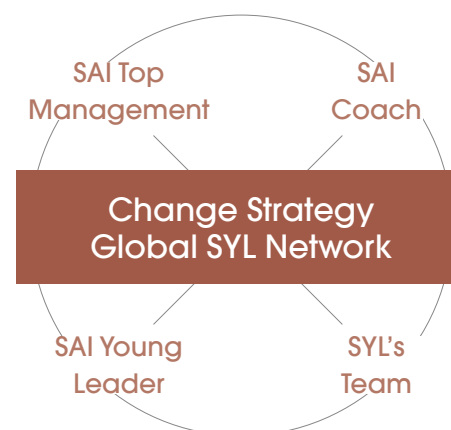 SAI Top
Management
SAI
Coach
Change Strategy
Global SYL Network
SAI Young
Leader
SYL's
Team